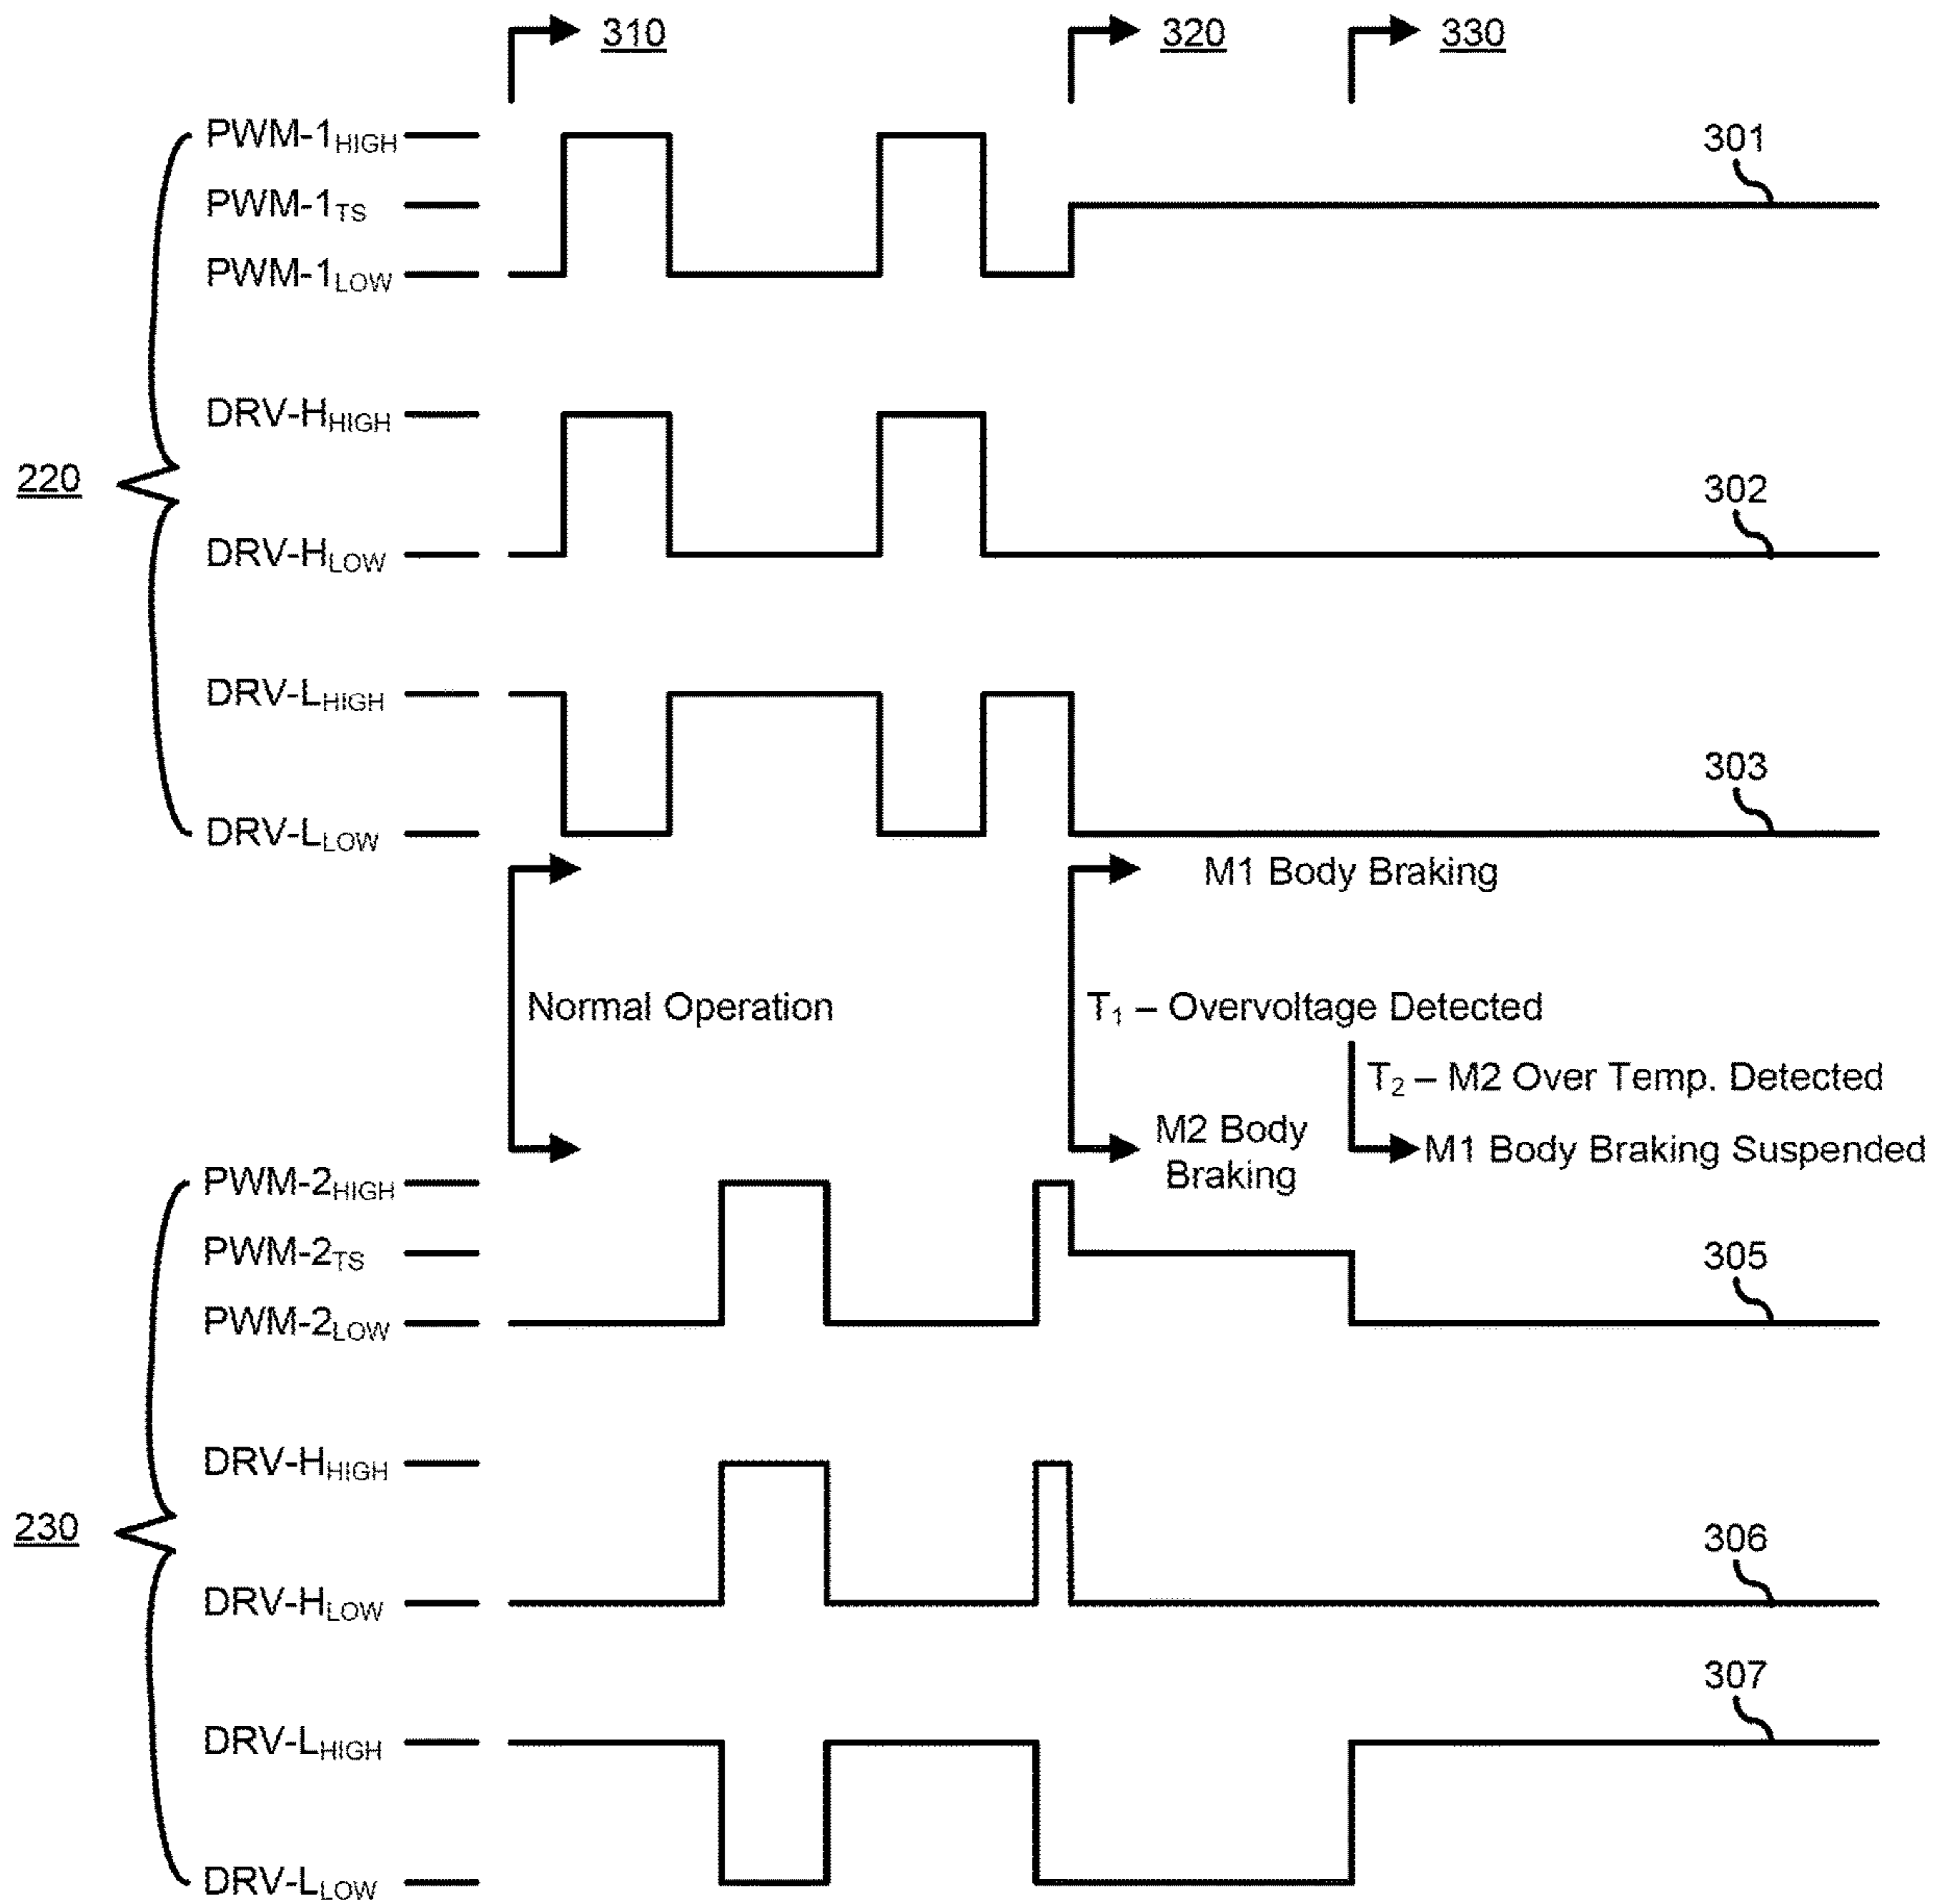 310 320 330
PWM-1HIGH
301
PWM-1TS
PWM-1LOW
DRV-HHIGH
220
302
DRV-HLOW
DRV-LHIGH
303
DRV-LLOW
M1 Body Braking
Normal Operation
T1 – Overvoltage Detected
T2 – M2 Over Temp. Detected
M2 Body
Braking
M1 Body Braking Suspended
PWM-2HIGH
PWM-2TS
305
PWM-2LOW
DRV-HHIGH
230
306
DRV-HLOW
307
DRV-LHIGH
DRV-LLOW